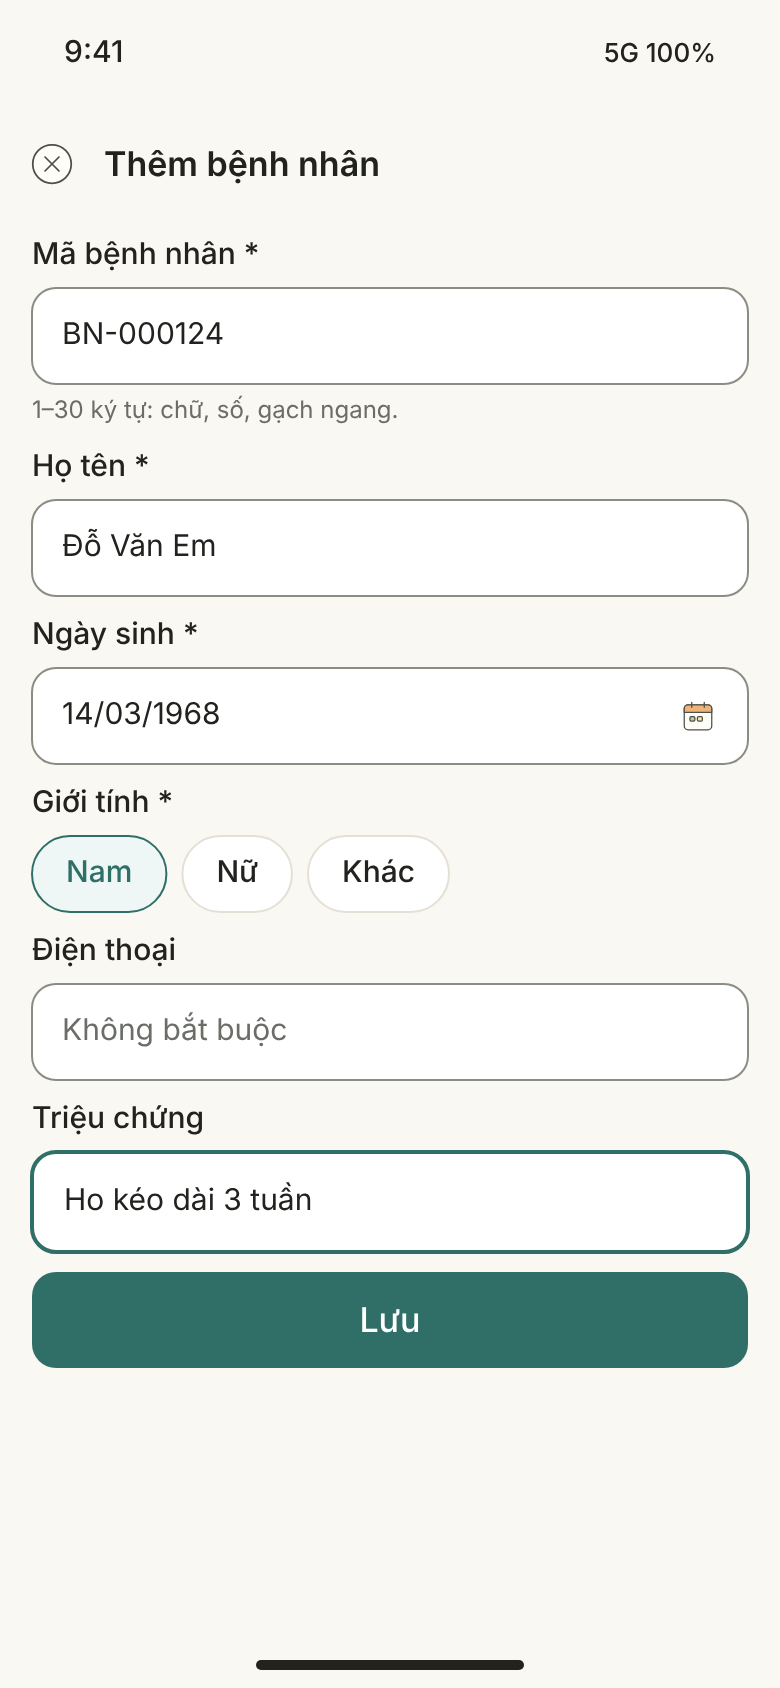 9:41
5G 100%
Thêm bệnh nhân
Mã bệnh nhân *
BN-000124
1–30 ký tự: chữ, số, gạch ngang.
Họ tên *
Đỗ Văn Em
Ngày sinh *
14/03/1968
Giới tính *
Nam
Nữ
Khác
Điện thoại
Không bắt buộc
Triệu chứng
Ho kéo dài 3 tuần
Lưu